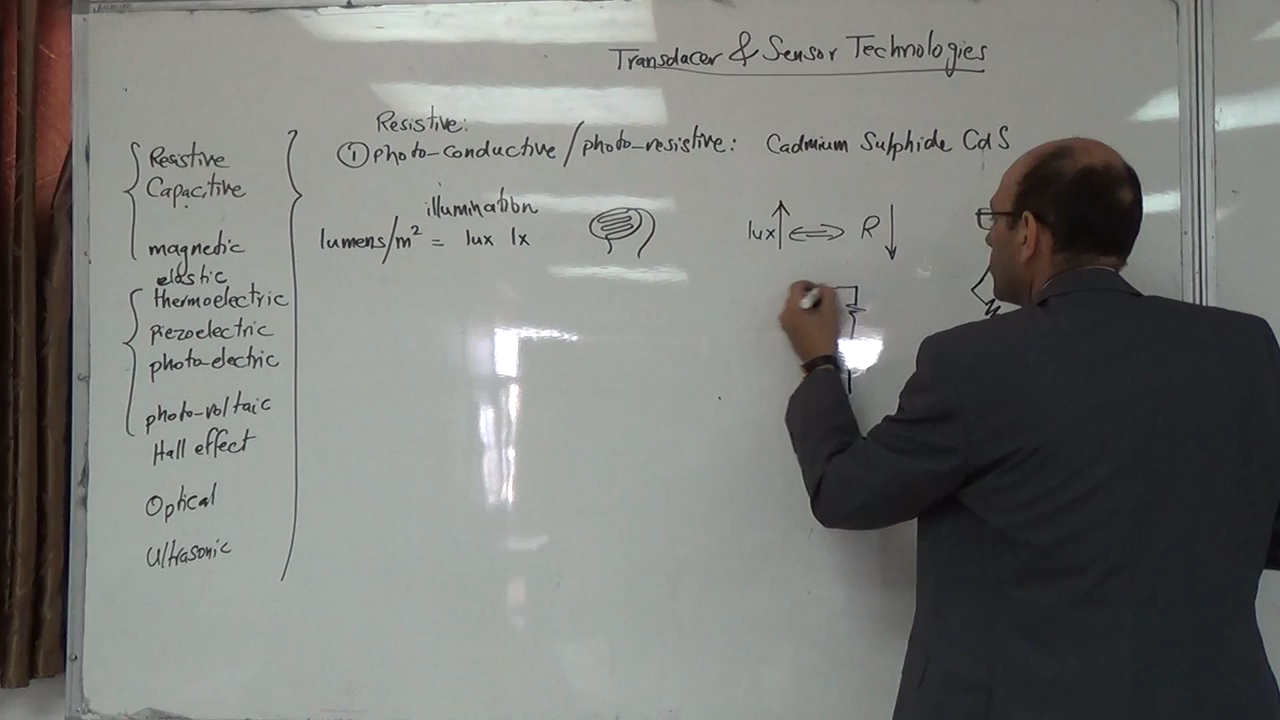 Transdacer & Sensor Technologies
Resistive:
① photo-conductive / photo-resistive: Cadmium Sulphide CdS
illumination
lumens/m² = lux lx
lux ↑ ⇔ R ↓
Resistive
Capacitive
magnetic
elastic
thermoelectric
Piezoelectric
photo-electric
photo-voltaic
Hall effect
Optical
Ultrasonic